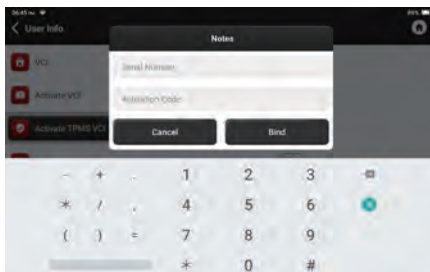 User Info
Notes
VCI
Serial Number
Activate VCI
Activation Code
Activate TPMS VCI
Cancel
Bind
- + . 1 2 3
* / , 4 5 6
( ) = 7 8 9
* 0 #